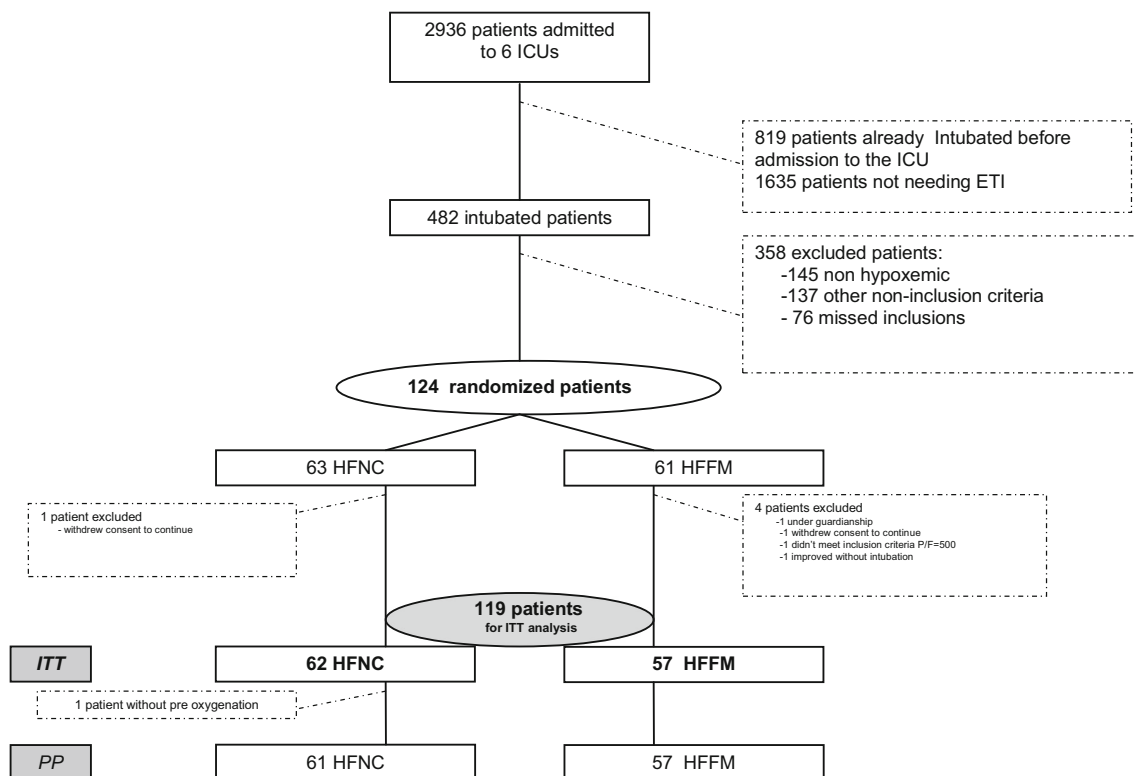 2936 patients admitted
to 6 ICUs
819 patients already  Intubated before
admission to the ICU
1635 patients not needing ETI
482 intubated patients
358 excluded patients:
-145 non hypoxemic
-137 other non-inclusion criteria
- 76 missed inclusions
124  randomized patients
63 HFNC
61 HFFM
1 patient excluded
- withdrew consent to continue
4 patients excluded
-1 under guardianship
-1 withdrew consent to continue
-1 didn't meet inclusion criteria P/F=500
-1 improved without intubation
119 patients
for ITT analysis
ITT
62 HFNC
57  HFFM
1 patient without pre oxygenation
PP
61 HFNC
57  HFFM